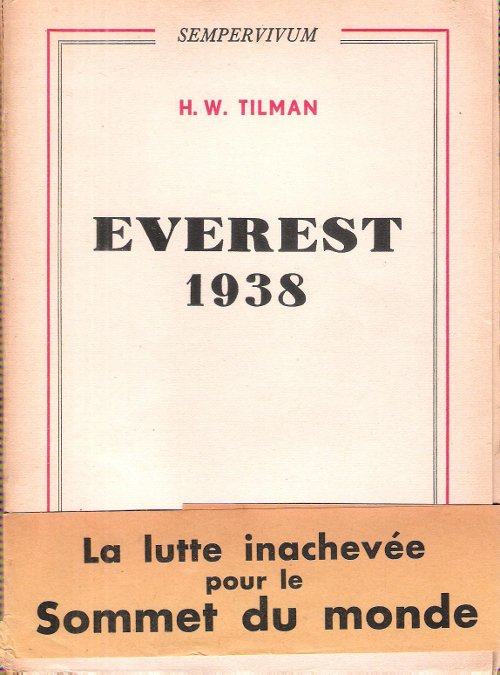 SEMPERVIVUM
H. W. TILMAN
EVEREST
1938
La lutte inachevée
pour le
Sommet du monde